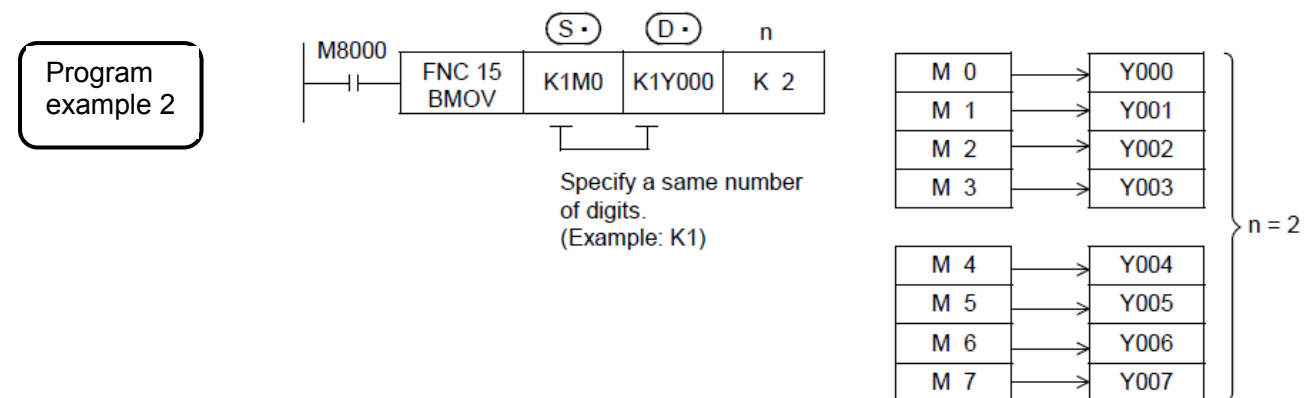 Program
example 2
M8000
S· D· n
FNC 15
BMOV
K1M0
K1Y000
K 2
Specify a same number
of digits.
(Example: K1)
M 0 Y000
M 1 Y001
M 2 Y002
M 3 Y003
M 4 Y004
M 5 Y005
M 6 Y006
M 7 Y007
n = 2